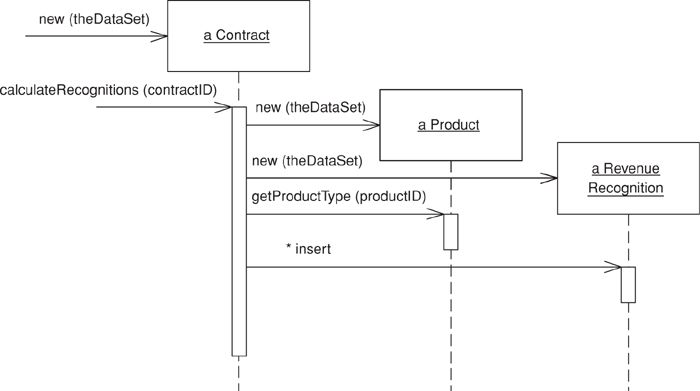 new (theDataSet)
a Contract
calculateRecognitions (contractID)
new (theDataSet)
a Product
new (theDataSet)
a Revenue
Recognition
getProductType (productID)
* insert